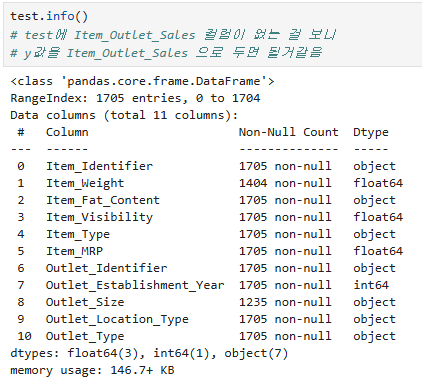 test.info()
# test에 Item_Outlet_Sales 컬럼이 없는 걸 보니
# y값을 Item_Outlet_Sales 으로 두면 될거같음
<class 'pandas.core.frame.DataFrame'>
RangeIndex: 1705 entries, 0 to 1704
Data columns (total 11 columns):
 #   Column                     Non-Null Count  Dtype
---  ------                     --------------  -----
 0   Item_Identifier            1705 non-null   object
 1   Item_Weight                1404 non-null   float64
 2   Item_Fat_Content           1705 non-null   object
 3   Item_Visibility            1705 non-null   float64
 4   Item_Type                  1705 non-null   object
 5   Item_MRP                   1705 non-null   float64
 6   Outlet_Identifier          1705 non-null   object
 7   Outlet_Establishment_Year  1705 non-null   int64
 8   Outlet_Size                1235 non-null   object
 9   Outlet_Location_Type       1705 non-null   object
 10  Outlet_Type                1705 non-null   object
dtypes: float64(3), int64(1), object(7)
memory usage: 146.7+ KB